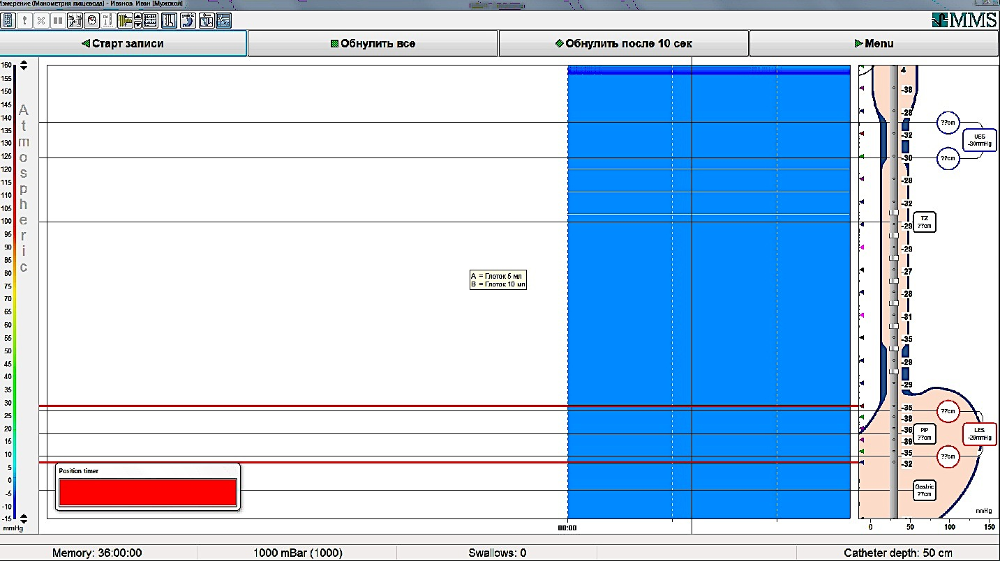 Измерение (Манометрия пищевода) - Иванов, Иван [Мужской]
MMS
Старт записи
Обнулить все
Обнулить после 10 сек
Menu
160
155
150
145
140
135
130
125
120
115
110
105
100
95
90
85
80
75
70
65
60
55
50
45
40
35
30
25
20
15
10
5
0
-5
-10
-15
mmHg
Atmospheric
A = Глоток 5 мл
B = Глоток 10 мл
Position timer
00:00
4
-38
-28
-32
-30
-28
-32
-29
-29
-27
-28
-31
-35
-29
-29
-35
-38
-36
-39
-35
-32
??cm
UES
-30mmHg
??cm
TZ
??cm
??cm
PIP
??cm
LES
-29mmHg
??cm
Gastric
??cm
mmHg
0
50
100
150
Memory: 36:00:00
1000 mBar (1000)
Swallows: 0
Catheter depth: 50 cm